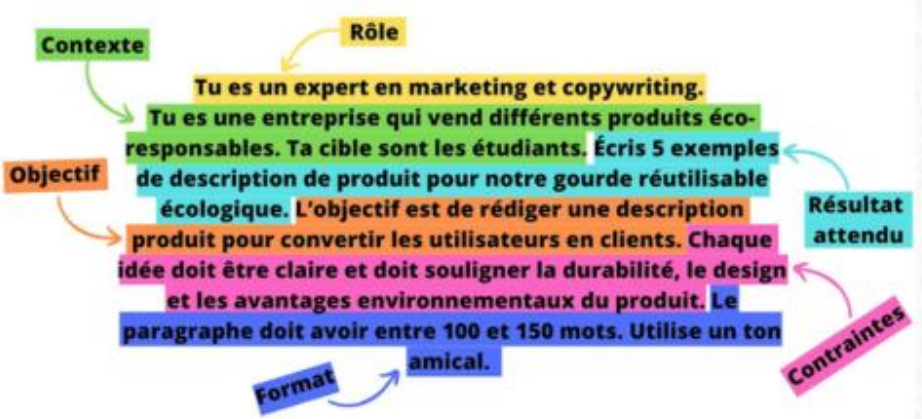 Rôle
Contexte
Tu es un expert en marketing et copywriting.
Tu es une entreprise qui vend différents produits éco-
responsables. Ta cible sont les étudiants. Écris 5 exemples
Objectif
de description de produit pour notre gourde réutilisable
écologique. L'objectif est de rédiger une description
Résultat
attendu
produit pour convertir les utilisateurs en clients. Chaque
idée doit être claire et doit souligner la durabilité, le design
et les avantages environnementaux du produit. Le
paragraphe doit avoir entre 100 et 150 mots. Utilise un ton
amical.
Contraintes
Format